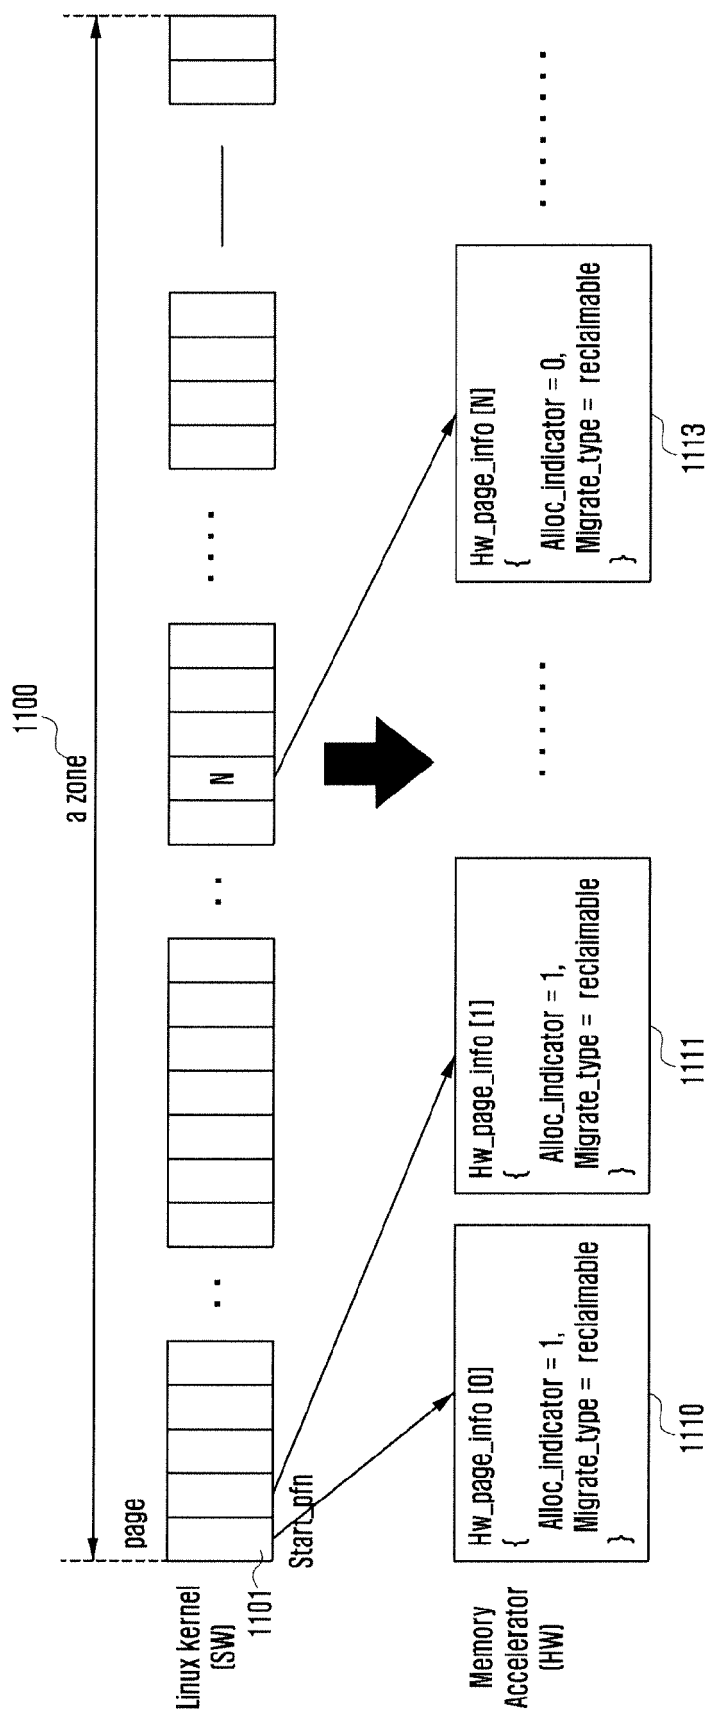 1100
a zone
page
Linux kernel
(SW)
1101
Start_pfn
N
Memory
Accelerator
(HW)
Hw_page_info [0]
{
Alloc_indicator = 1,
Migrate_type = reclaimable
}
1110
Hw_page_info [1]
{
Alloc_indicator = 1,
Migrate_type = reclaimable
}
1111
Hw_page_info [N]
{
Alloc_indicator = 0,
Migrate_type = reclaimable
}
1113